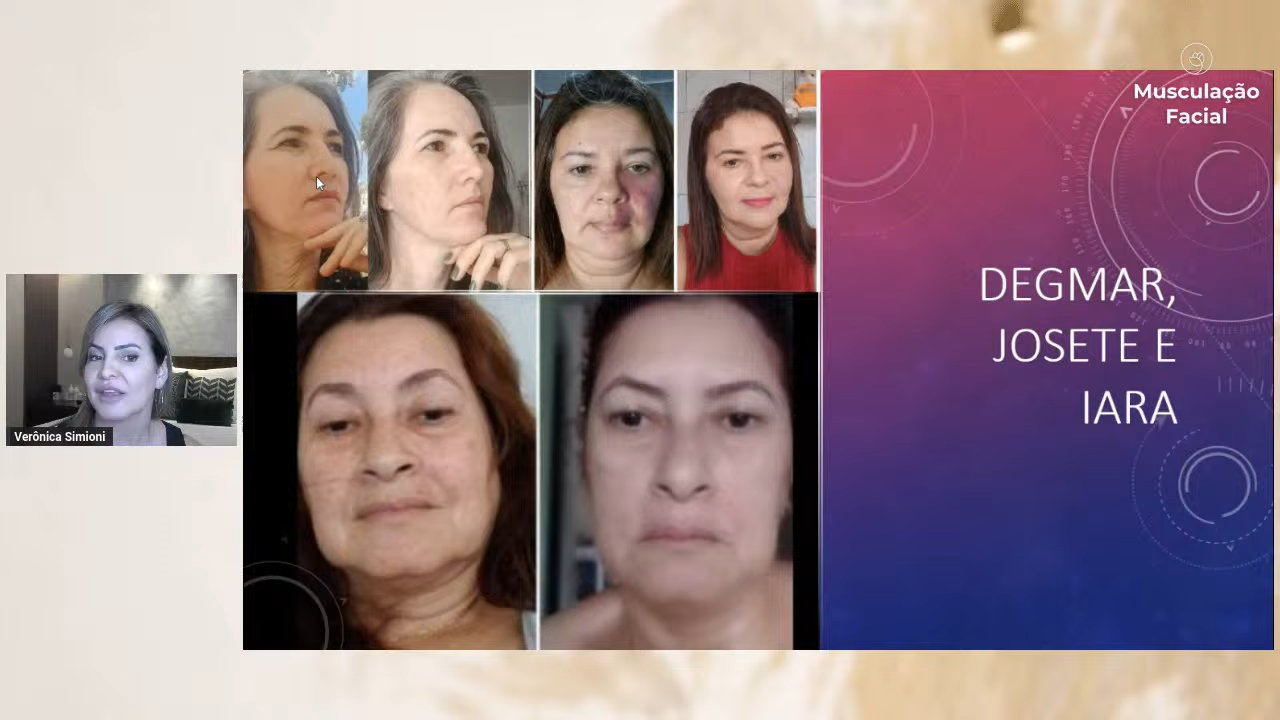 Musculação
Facial
DEGMAR,
JOSETE E
IARA
Verônica Simioni